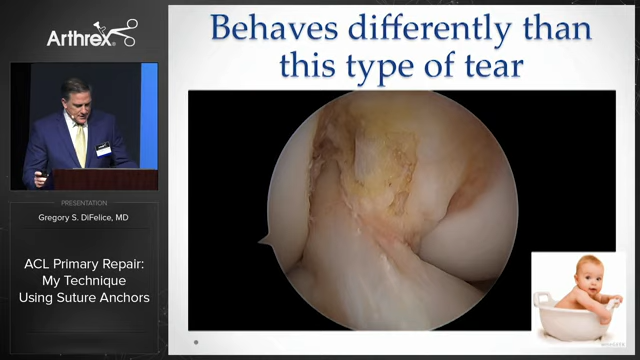 Arthrex
PRESENTATION
Gregory S. DiFelice, MD
ACL Primary Repair:
My Technique
Using Suture Anchors
Behaves differently than
this type of tear